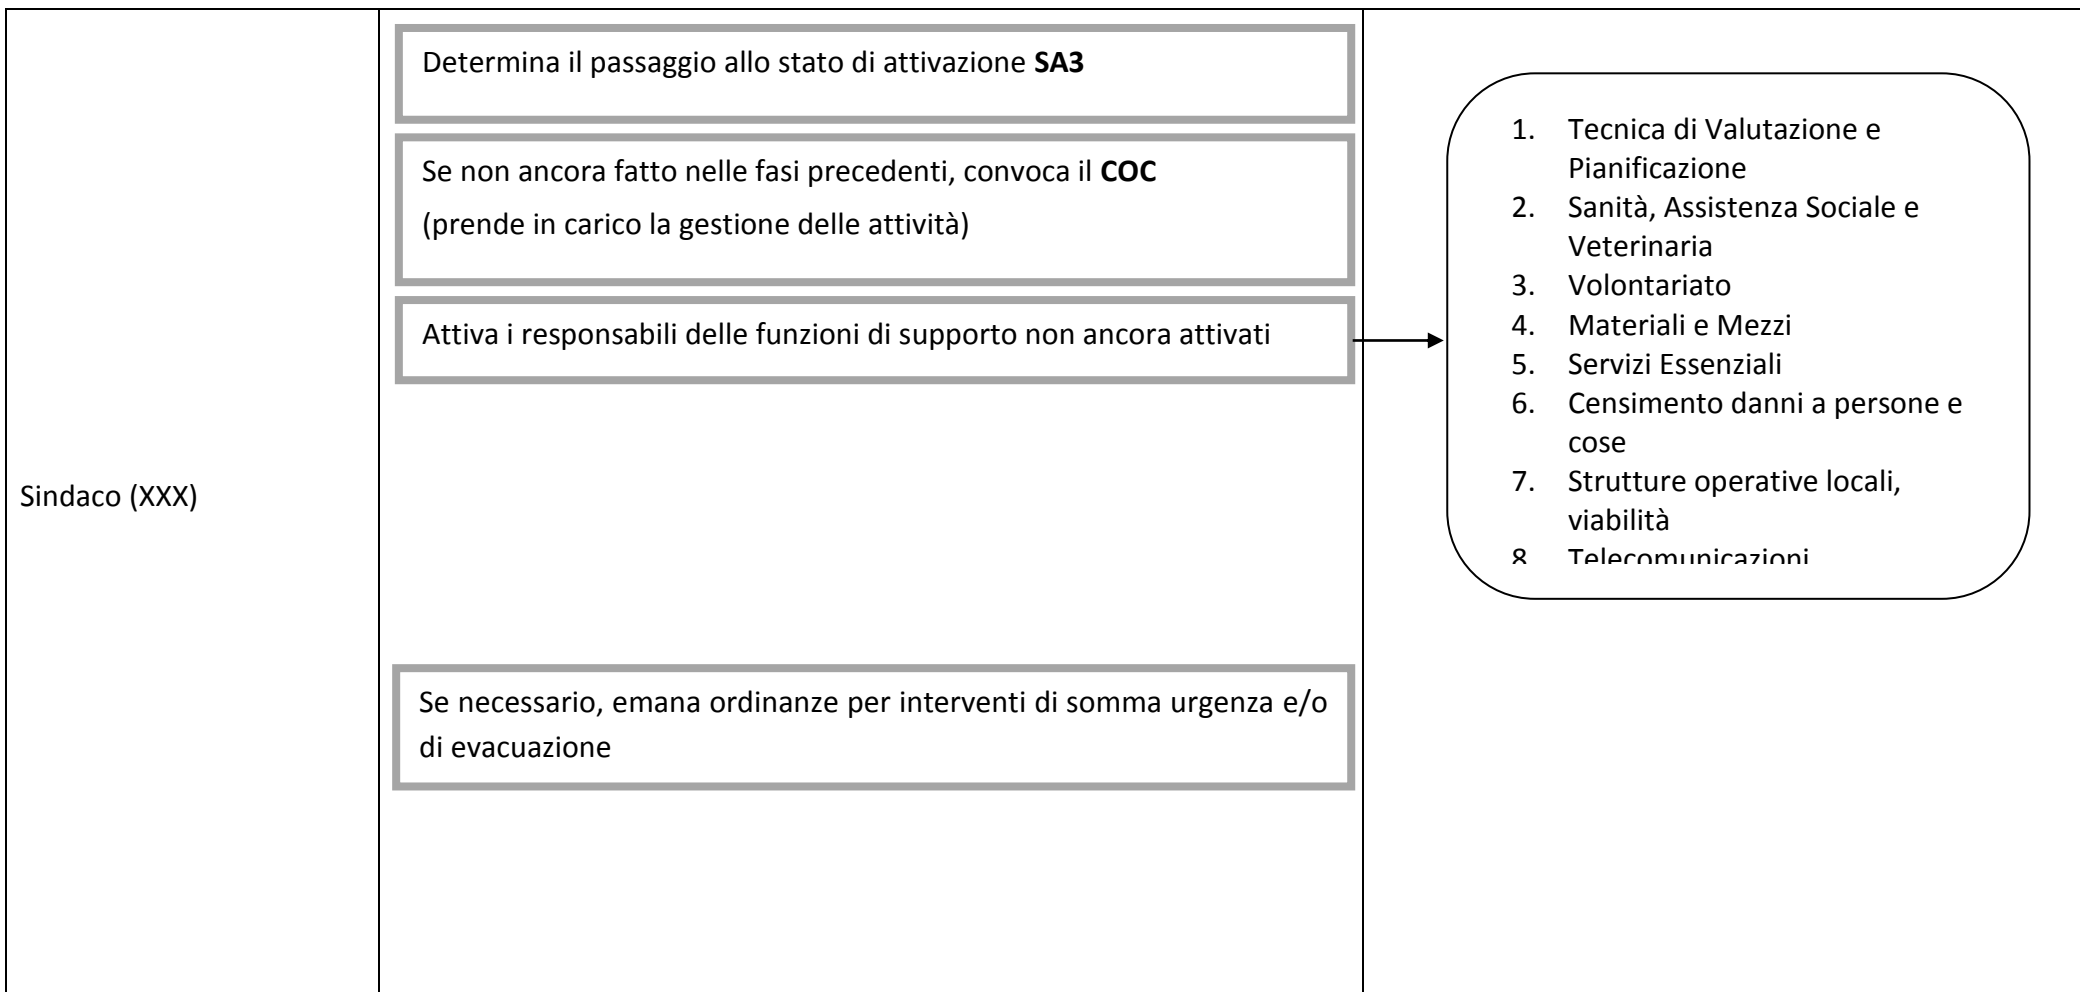 Sindaco (XXX)
Determina il passaggio allo stato di attivazione SA3
Se non ancora fatto nelle fasi precedenti, convoca il COC
(prende in carico la gestione delle attività)
Attiva i responsabili delle funzioni di supporto non ancora attivati
Se necessario, emana ordinanze per interventi di somma urgenza e/o
di evacuazione
1. Tecnica di Valutazione e
Pianificazione
2. Sanità, Assistenza Sociale e
Veterinaria
3. Volontariato
4. Materiali e Mezzi
5. Servizi Essenziali
6. Censimento danni a persone e
cose
7. Strutture operative locali,
viabilità
8 Telecomunicazioni